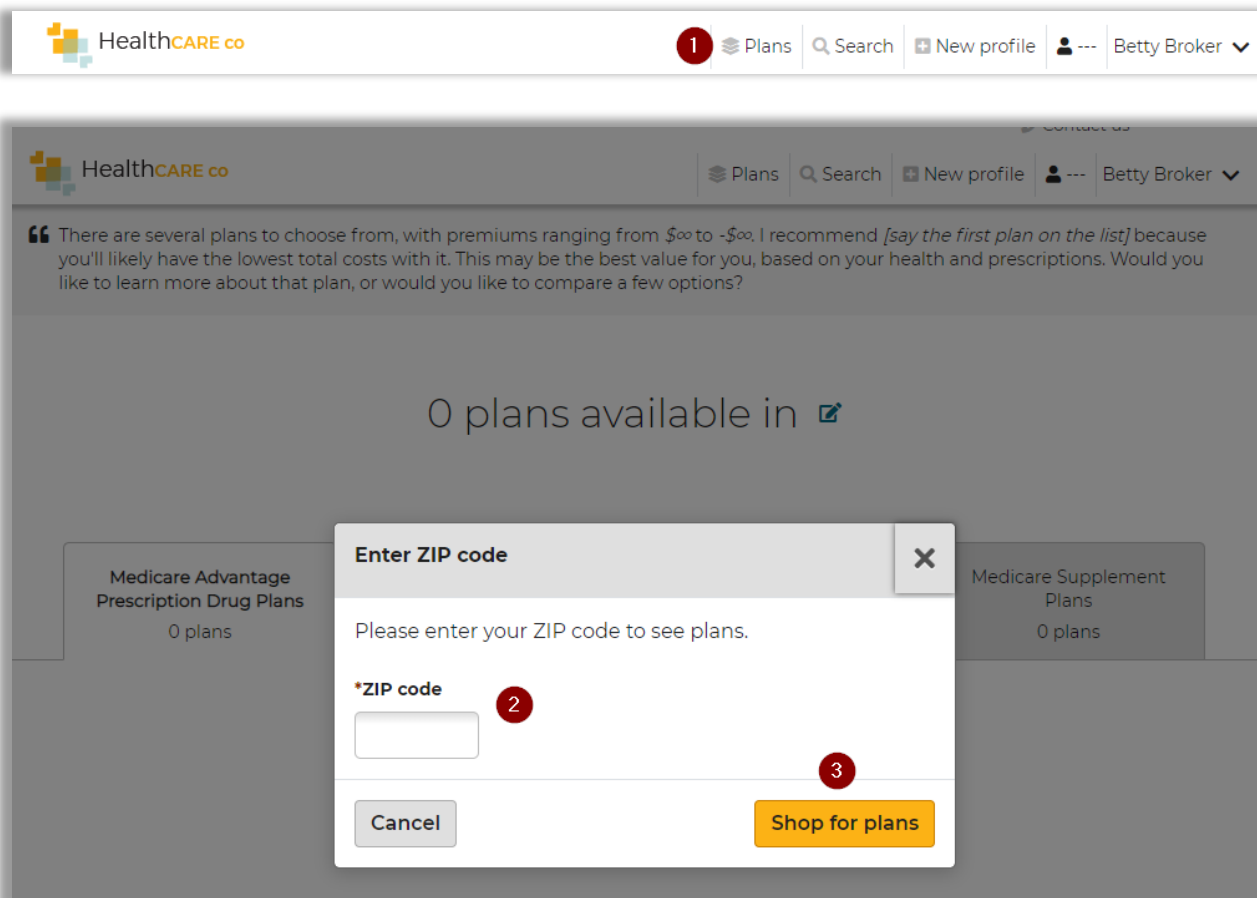 HealthCARE co
1 Plans Search New profile --- Betty Broker
HealthCARE co
Plans Search New profile --- Betty Broker
There are several plans to choose from, with premiums ranging from $∞ to -$∞. I recommend [say the first plan on the list] because
you'll likely have the lowest total costs with it. This may be the best value for you, based on your health and prescriptions. Would you
like to learn more about that plan, or would you like to compare a few options?
0 plans available in
Medicare Advantage
Prescription Drug Plans
0 plans
Enter ZIP code
Please enter your ZIP code to see plans.
*ZIP code
2
3
Cancel
Shop for plans
Medicare Supplement
Plans
0 plans